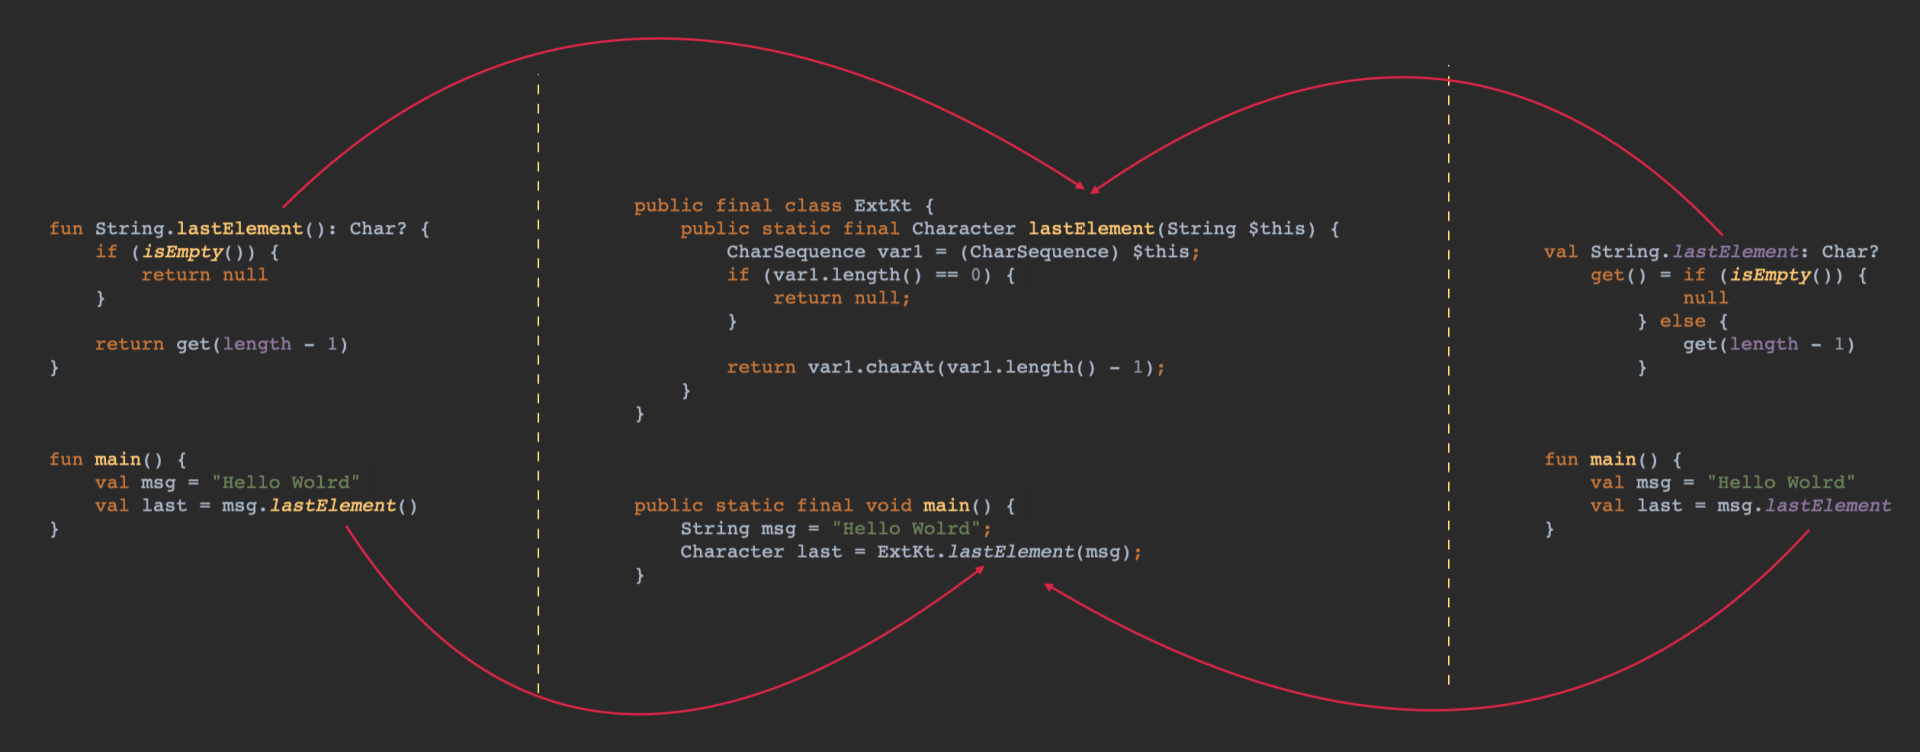 fun String.lastElement(): Char? {
    if (isEmpty()) {
        return null
    }

    return get(length - 1)
}

fun main() {
    val msg = "Hello Wolrd"
    val last = msg.lastElement()
}

public final class ExtKt {
    public static final Character lastElement(String $this) {
        CharSequence var1 = (CharSequence) $this;
        if (var1.length() == 0) {
            return null;
        }

        return var1.charAt(var1.length() - 1);
    }
}

public static final void main() {
    String msg = "Hello Wolrd";
    Character last = ExtKt.lastElement(msg);
}

val String.lastElement: Char?
    get() = if (isEmpty()) {
            null
        } else {
            get(length - 1)
        }

fun main() {
    val msg = "Hello Wolrd"
    val last = msg.lastElement
}